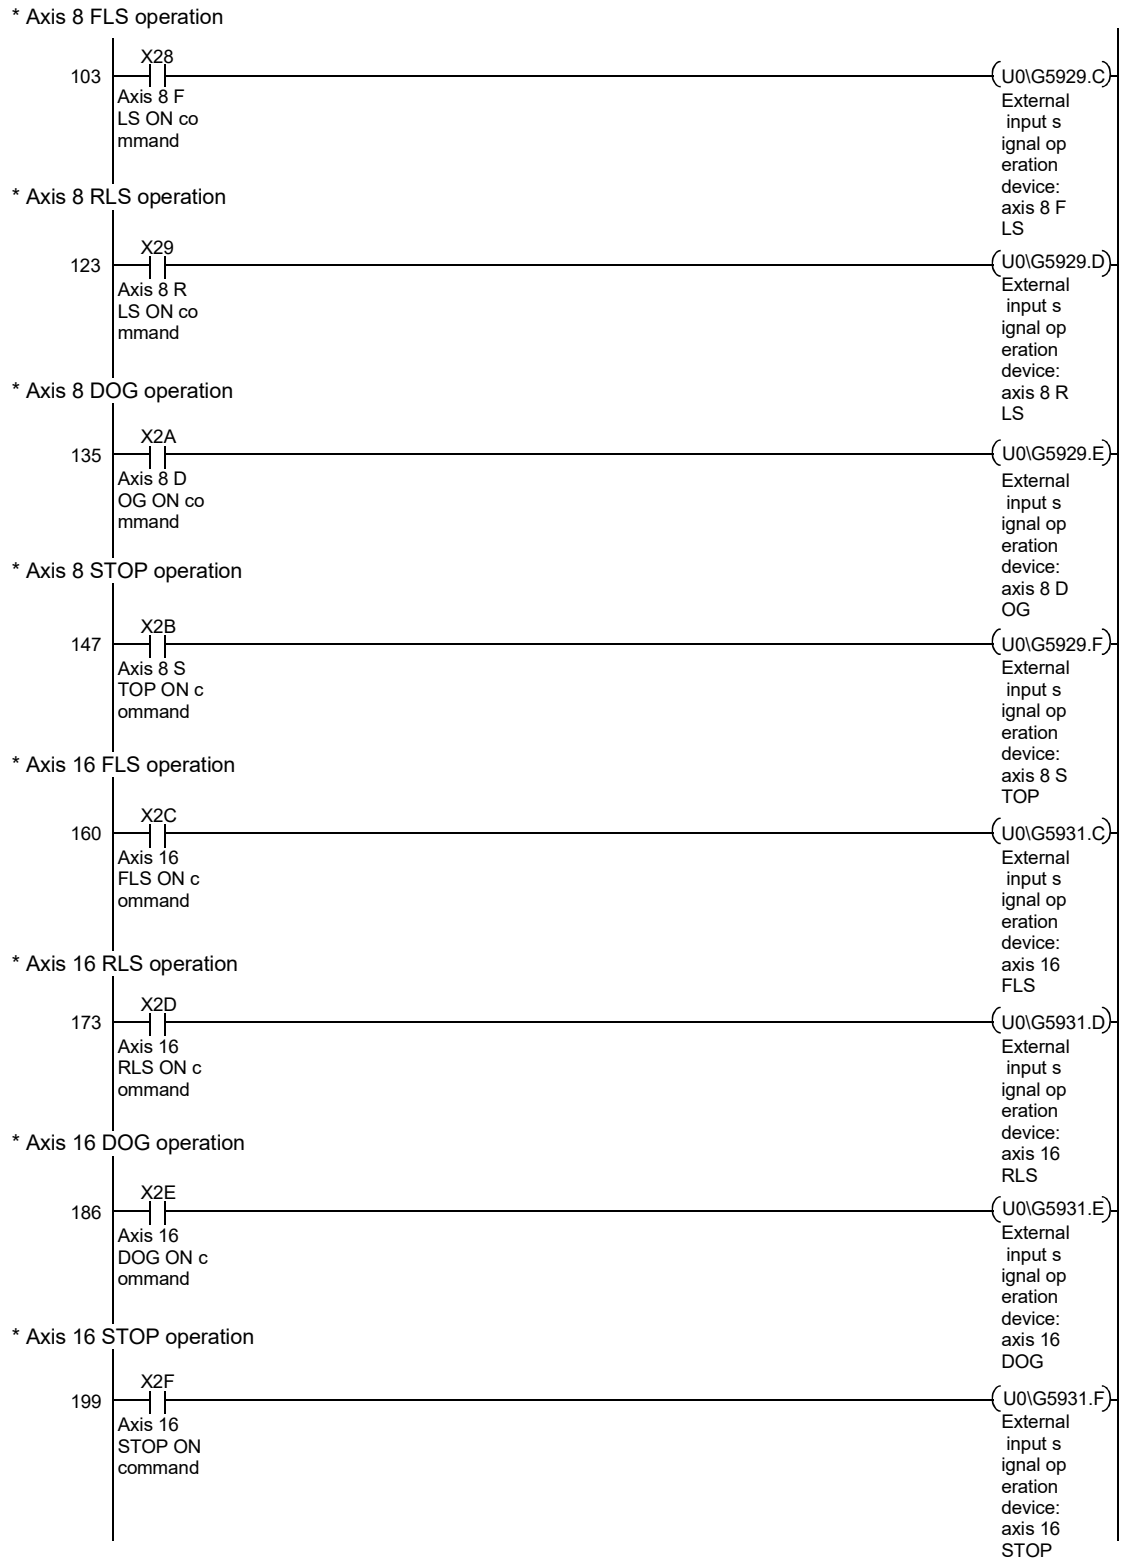 * Axis 8 FLS operation
X28
103
U0\G5929.C
Axis 8 F
LS ON co
mmand
External
input s
ignal op
eration
device:
axis 8 F
LS
* Axis 8 RLS operation
X29
123
U0\G5929.D
Axis 8 R
LS ON co
mmand
External
input s
ignal op
eration
device:
axis 8 R
LS
* Axis 8 DOG operation
X2A
135
U0\G5929.E
Axis 8 D
OG ON co
mmand
External
input s
ignal op
eration
device:
axis 8 D
OG
* Axis 8 STOP operation
X2B
147
U0\G5929.F
Axis 8 S
TOP ON c
ommand
External
input s
ignal op
eration
device:
axis 8 S
TOP
* Axis 16 FLS operation
X2C
160
U0\G5931.C
Axis 16
FLS ON c
ommand
External
input s
ignal op
eration
device:
axis 16
FLS
* Axis 16 RLS operation
X2D
173
U0\G5931.D
Axis 16
RLS ON c
ommand
External
input s
ignal op
eration
device:
axis 16
RLS
* Axis 16 DOG operation
X2E
186
U0\G5931.E
Axis 16
DOG ON c
ommand
External
input s
ignal op
eration
device:
axis 16
DOG
* Axis 16 STOP operation
X2F
199
U0\G5931.F
Axis 16
STOP ON
command
External
input s
ignal op
eration
device:
axis 16
STOP